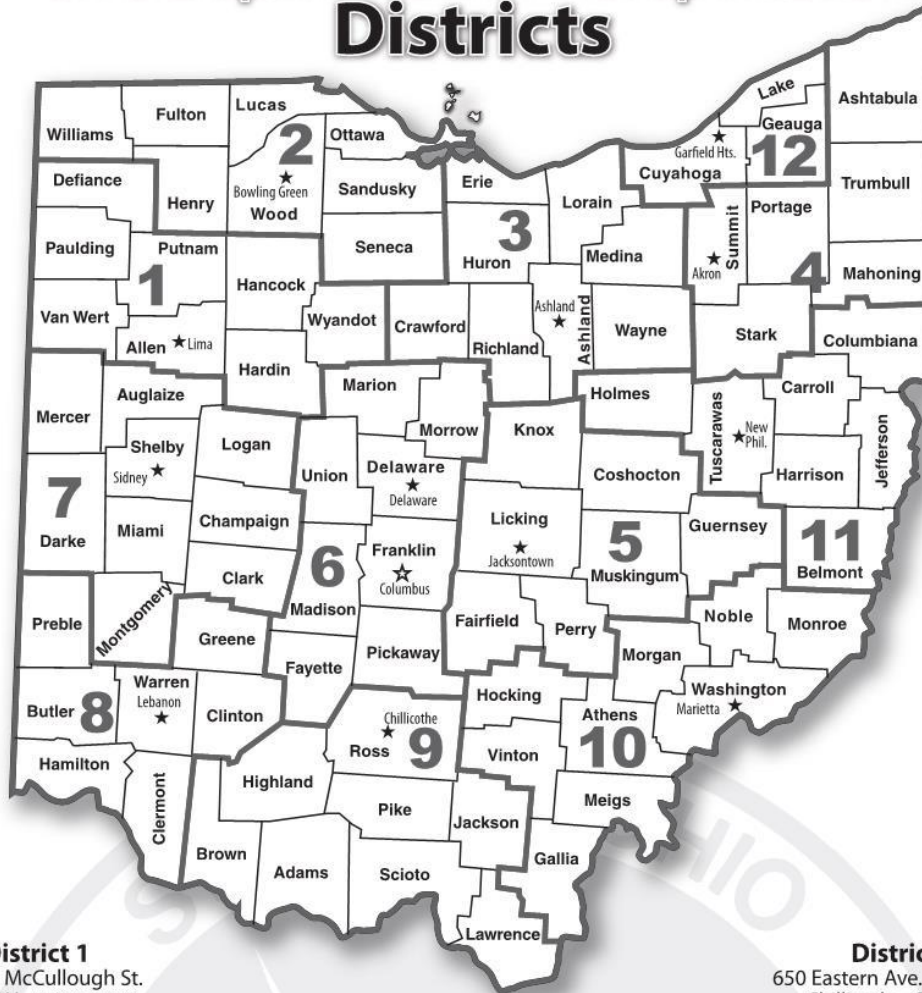 Districts
Williams
Fulton
Lucas
Ottawa
2
Bowling Green
Wood
Defiance
Henry
Sandusky
Erie
Lorain
Lake
Geauga
Garfield Hts.
12
Cuyahoga
Ashtabula
Trumbull
Paulding
Putnam
1
Seneca
3
Huron
Medina
Summit
Akron
Portage
4
Mahoning
Hancock
Van Wert
Allen
Lima
Wyandot
Crawford
Richland
Ashland
Ashland
Wayne
Stark
Columbiana
Hardin
Marion
Morrow
Holmes
Carroll
Mercer
Auglaize
Shelby
Sidney
Logan
Union
Delaware
Delaware
Knox
Coshocton
Tuscarawas
New
Phil.
Harrison
Jefferson
7
Darke
Miami
Champaign
Clark
6
Madison
Franklin
Columbus
Licking
Jacksontown
5
Muskingum
Guernsey
11
Belmont
Preble
Montgomery
Greene
Fayette
Pickaway
Fairfield
Perry
Morgan
Noble
Monroe
Butler
8
Warren
Lebanon
Clinton
Chillicothe
Ross
9
Hocking
Vinton
Athens
10
Washington
Marietta
Hamilton
Clermont
Highland
Pike
Jackson
Meigs
Brown
Adams
Scioto
Gallia
Lawrence
S
HIO
istrict 1
McCullough St.
Distric
650 Eastern Ave.